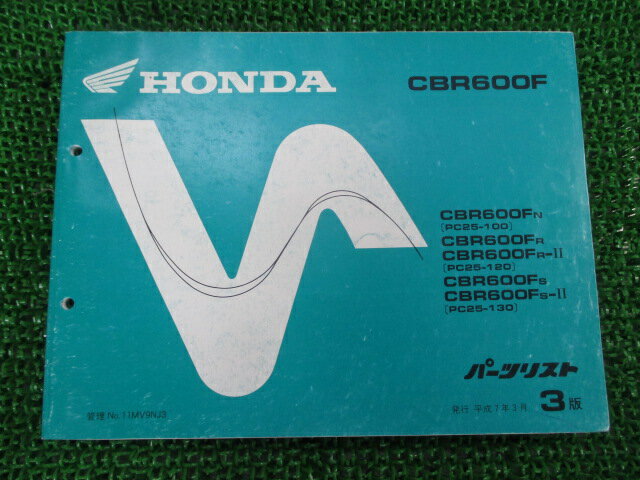 HONDA
CBR600F
CBR600FN
[PC25-100]
CBR600FR
CBR600FR-II
[PC25-120]
CBR600FS
CBR600FS-II
[PC25-130]
パーツリスト
管理.No.11MV9NJ3
発行 平成7年3月 3版